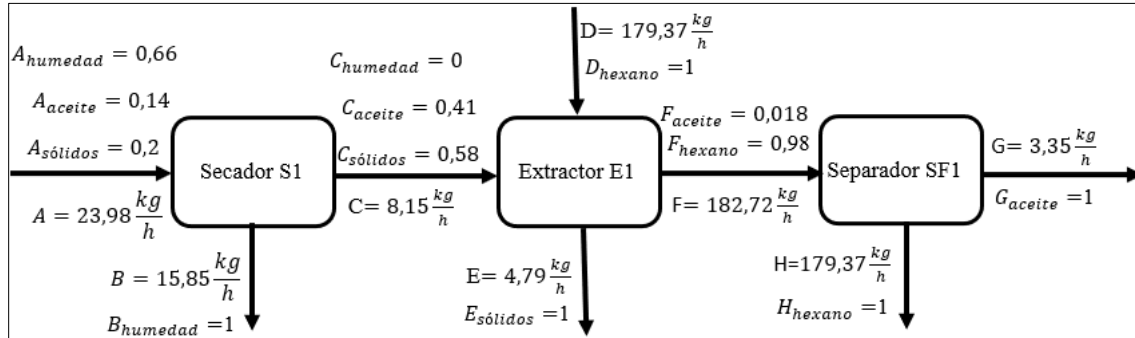 A_humedad = 0,66
A_aceite = 0,14
A_sólidos = 0,2
A = 23,98 kg/h
Secador S1
B = 15,85 kg/h
B_humedad =1
C_humedad = 0
C_aceite = 0,41
C_sólidos = 0,58
C= 8,15 kg/h
D= 179,37 kg/h
D_hexano =1
Extractor E1
E= 4,79 kg/h
E_sólidos =1
F_aceite = 0,018
F_hexano = 0,98
F= 182,72 kg/h
Separador SF1
G= 3,35 kg/h
G_aceite =1
H=179,37 kg/h
H_hexano =1